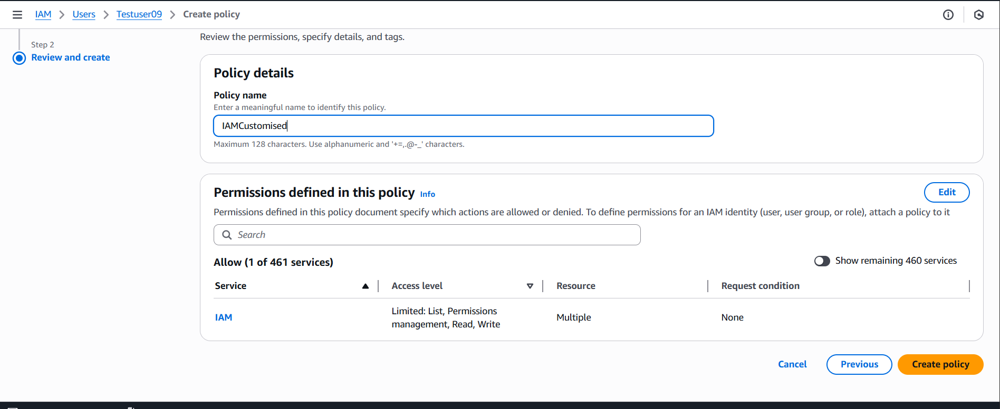 IAM > Users > Testuser09 > Create policy
Step 2
Review and create
Review the permissions, specify details, and tags.
Policy details
Policy name
Enter a meaningful name to identify this policy.
IAMCustomised
Maximum 128 characters. Use alphanumeric and '+=,.@-_' characters.
Permissions defined in this policy Info
Edit
Permissions defined in this policy document specify which actions are allowed or denied. To define permissions for an IAM identity (user, user group, or role), attach a policy to it
Search
Allow (1 of 461 services)
Show remaining 460 services
Service Access level Resource Request condition
IAM Limited: List, Permissions management, Read, Write Multiple None
Cancel Previous Create policy